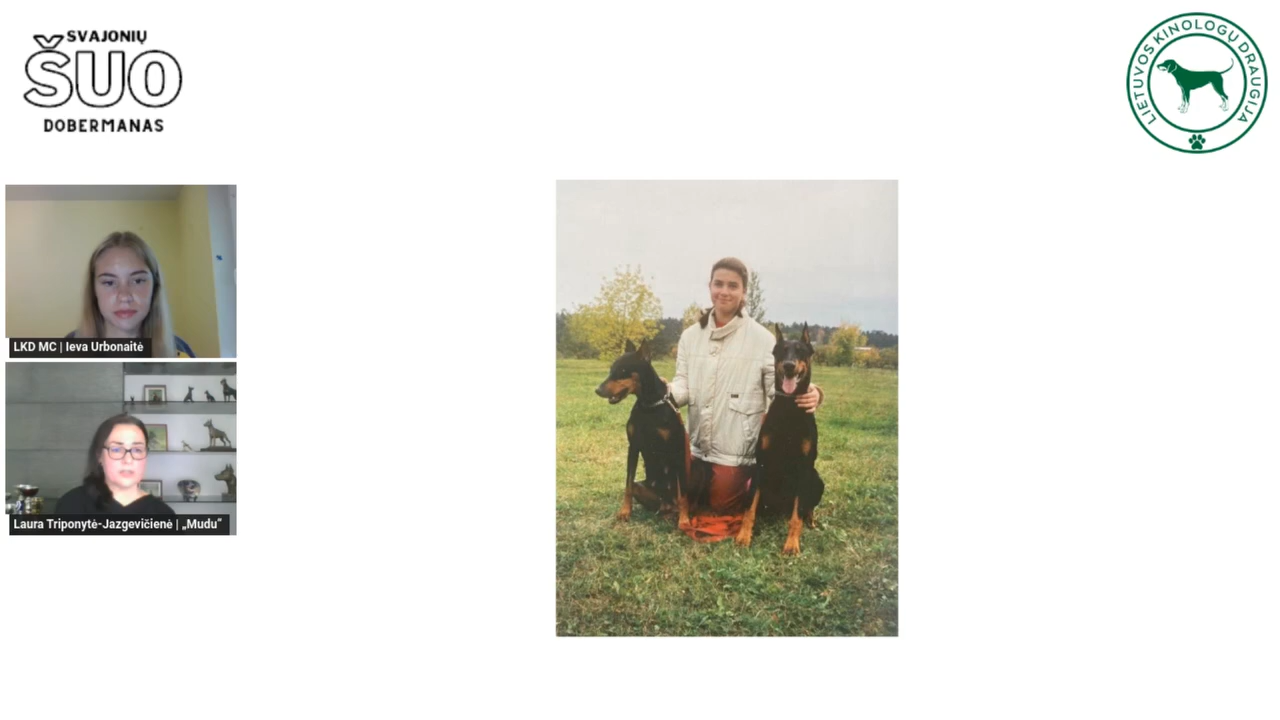 SVAJONIŲ
ŠUO
DOBERMANAS
LIETUVOS KINOLOGŲ DRAUGIJA
LKD MC | Ieva Urbonaitė
Laura Triponytė-Jazgevičienė | „Mudu“